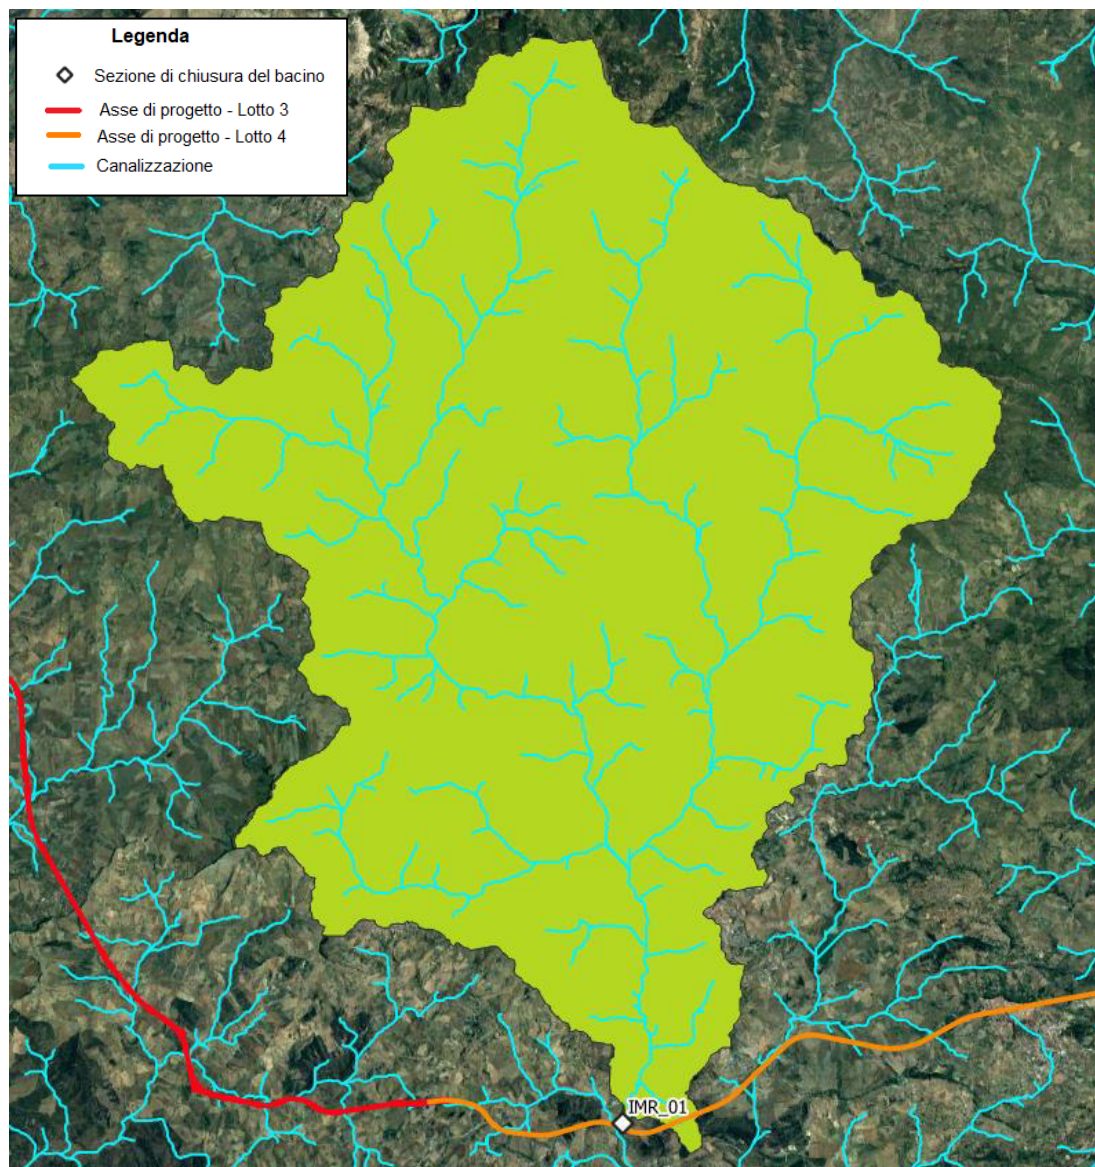 Legenda
Sezione di chiusura del bacino
Asse di progetto - Lotto 3
Asse di progetto - Lotto 4
Canalizzazione
IMR_01